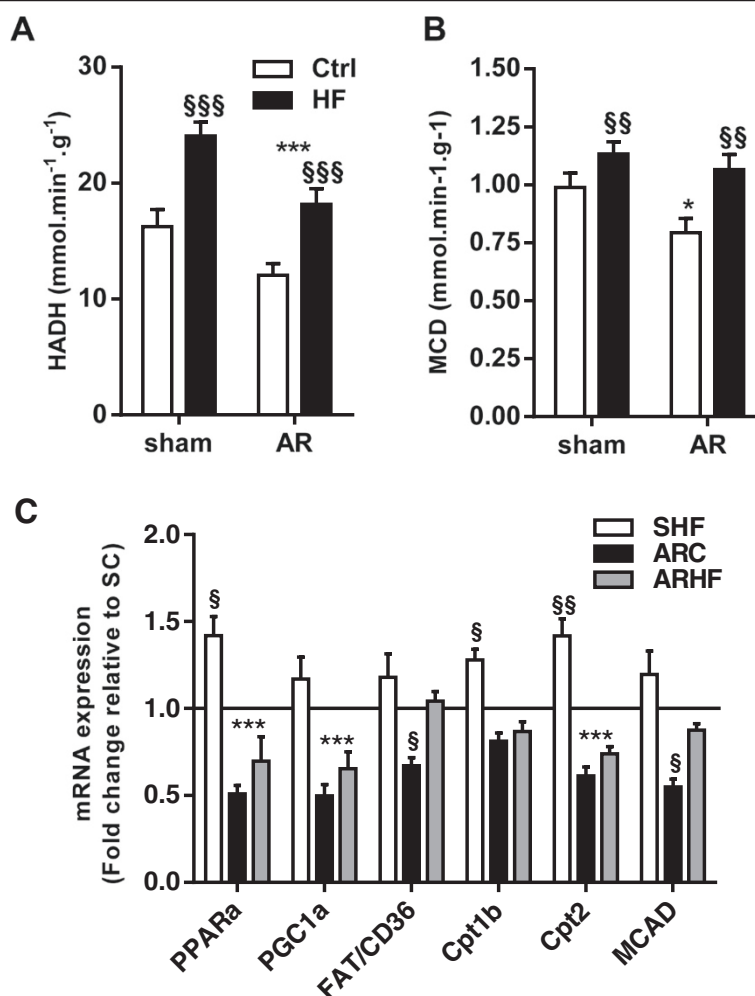 A
HADH (mmol.min⁻¹.g⁻¹)
30
20
10
0
Ctrl
HF
§§§
***
§§§
sham
AR
B
MCD (mmol.min-1.g-1)
1.50
1.25
1.00
0.75
0.50
0.25
0.00
§§
*
§§
sham
AR
C
mRNA expression
(Fold change relative to SC)
2.0
1.5
1.0
0.5
0.0
SHF
ARC
ARHF
§
***
***
§
§
§§
***
§
PPARa
PGC1a
FAT/CD36
Cpt1b
Cpt2
MCAD